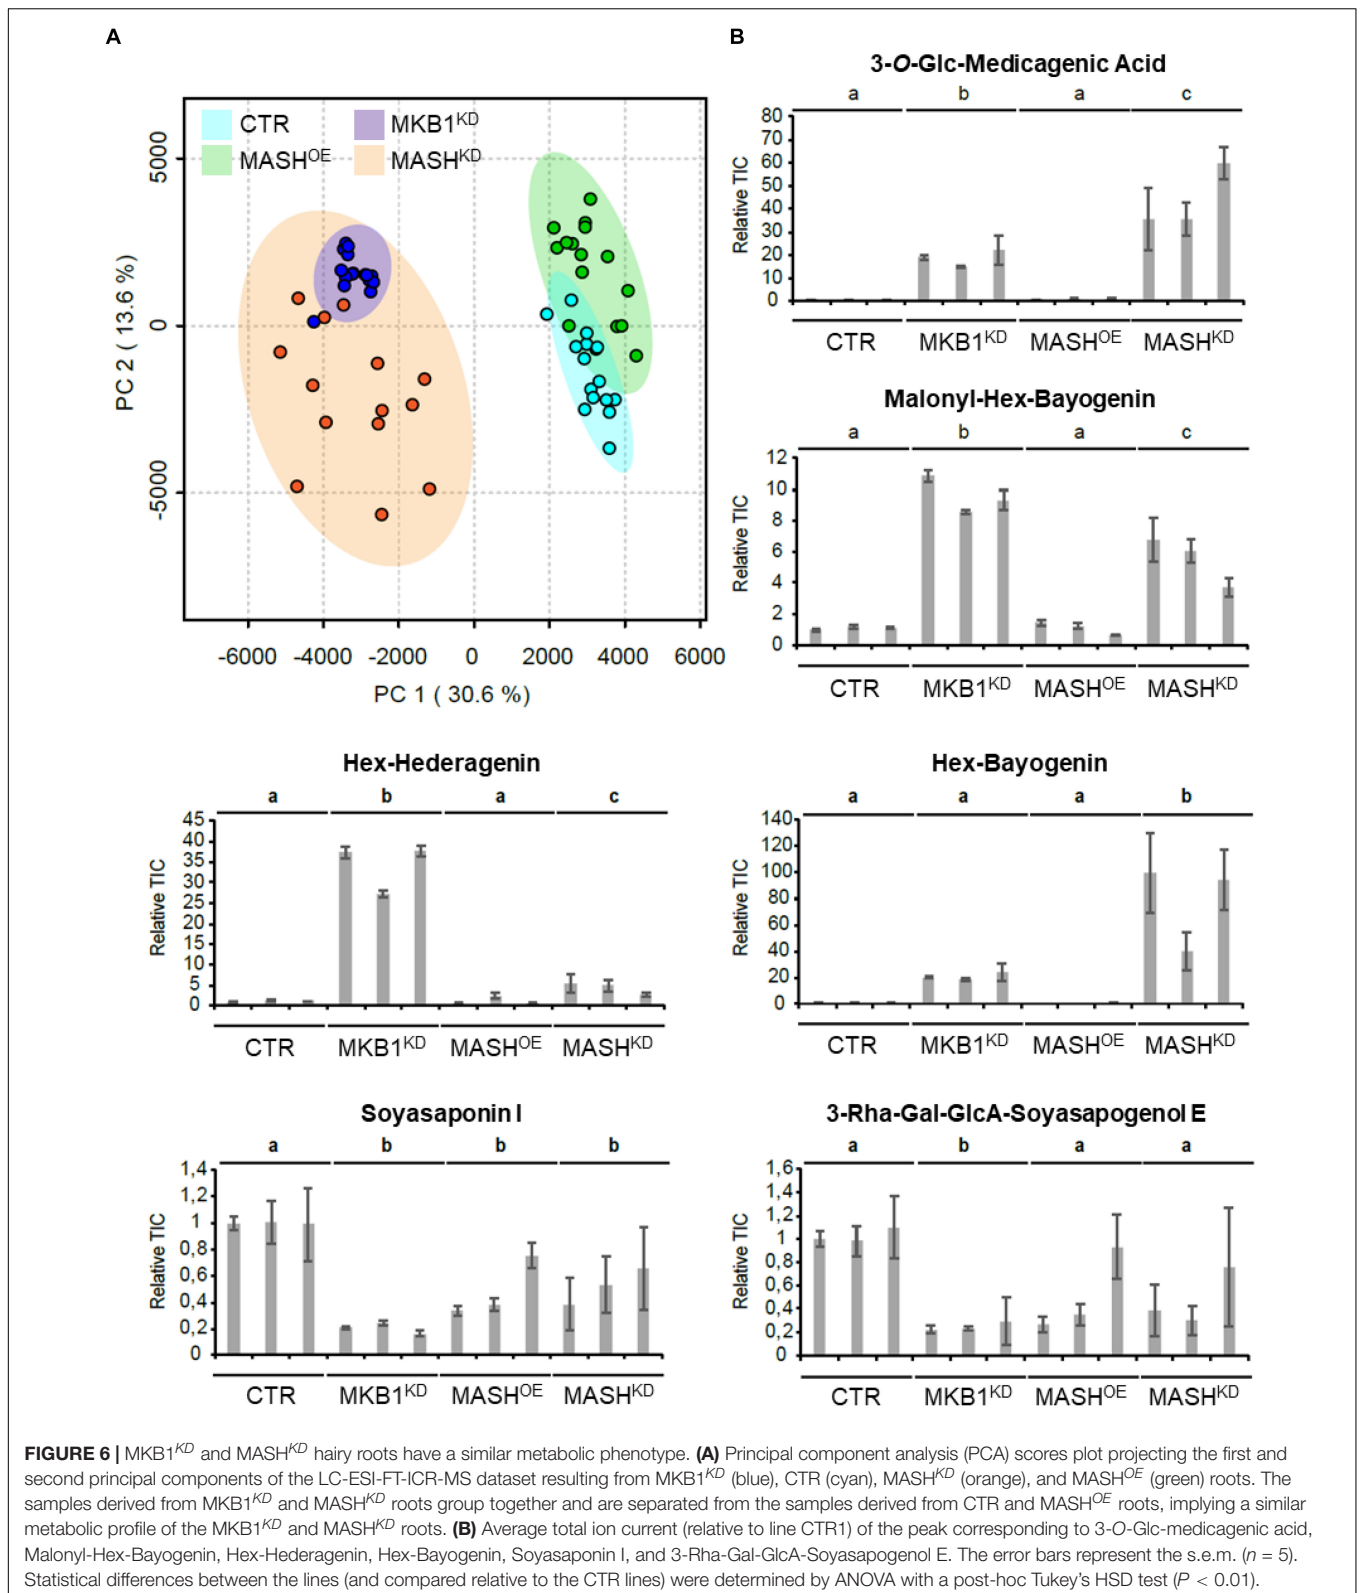 A
CTR
MKB1KD
MASHOE
MASHKD
5000
0
-5000
PC 2 ( 13.6 %)
-6000 -4000 -2000 0 2000 4000 6000
PC 1 ( 30.6 %)
B
3-O-Glc-Medicagenic Acid
a b a c
Relative TIC
80
70
60
50
40
30
20
10
0
CTR MKB1KD MASHOE MASHKD
Malonyl-Hex-Bayogenin
a b a c
Relative TIC
12
10
8
6
4
2
0
CTR MKB1KD MASHOE MASHKD
Hex-Hederagenin
a b a c
Relative TIC
45
40
35
30
25
20
15
10
5
0
CTR MKB1KD MASHOE MASHKD
Hex-Bayogenin
a a a b
Relative TIC
140
120
100
80
60
40
20
0
CTR MKB1KD MASHOE MASHKD
Soyasaponin I
a b b b
Relative TIC
1,4
1,2
1
0,8
0,6
0,4
0,2
0
CTR MKB1KD MASHOE MASHKD
3-Rha-Gal-GlcA-Soyasapogenol E
a b a a
Relative TIC
1,6
1,4
1,2
1
0,8
0,6
0,4
0,2
0
CTR MKB1KD MASHOE MASHKD
FIGURE 6 | MKB1KD and MASHKD hairy roots have a similar metabolic phenotype. (A) Principal component analysis (PCA) scores plot projecting the first and
second principal components of the LC-ESI-FT-ICR-MS dataset resulting from MKB1KD (blue), CTR (cyan), MASHKD (orange), and MASHOE (green) roots. The
samples derived from MKB1KD and MASHKD roots group together and are separated from the samples derived from CTR and MASHOE roots, implying a similar
metabolic profile of the MKB1KD and MASHKD roots. (B) Average total ion current (relative to line CTR1) of the peak corresponding to 3-O-Glc-medicagenic acid,
Malonyl-Hex-Bayogenin, Hex-Hederagenin, Hex-Bayogenin, Soyasaponin I, and 3-Rha-Gal-GlcA-Soyasapogenol E. The error bars represent the s.e.m. (n = 5).
Statistical differences between the lines (and compared relative to the CTR lines) were determined by ANOVA with a post-hoc Tukey's HSD test (P < 0.01).